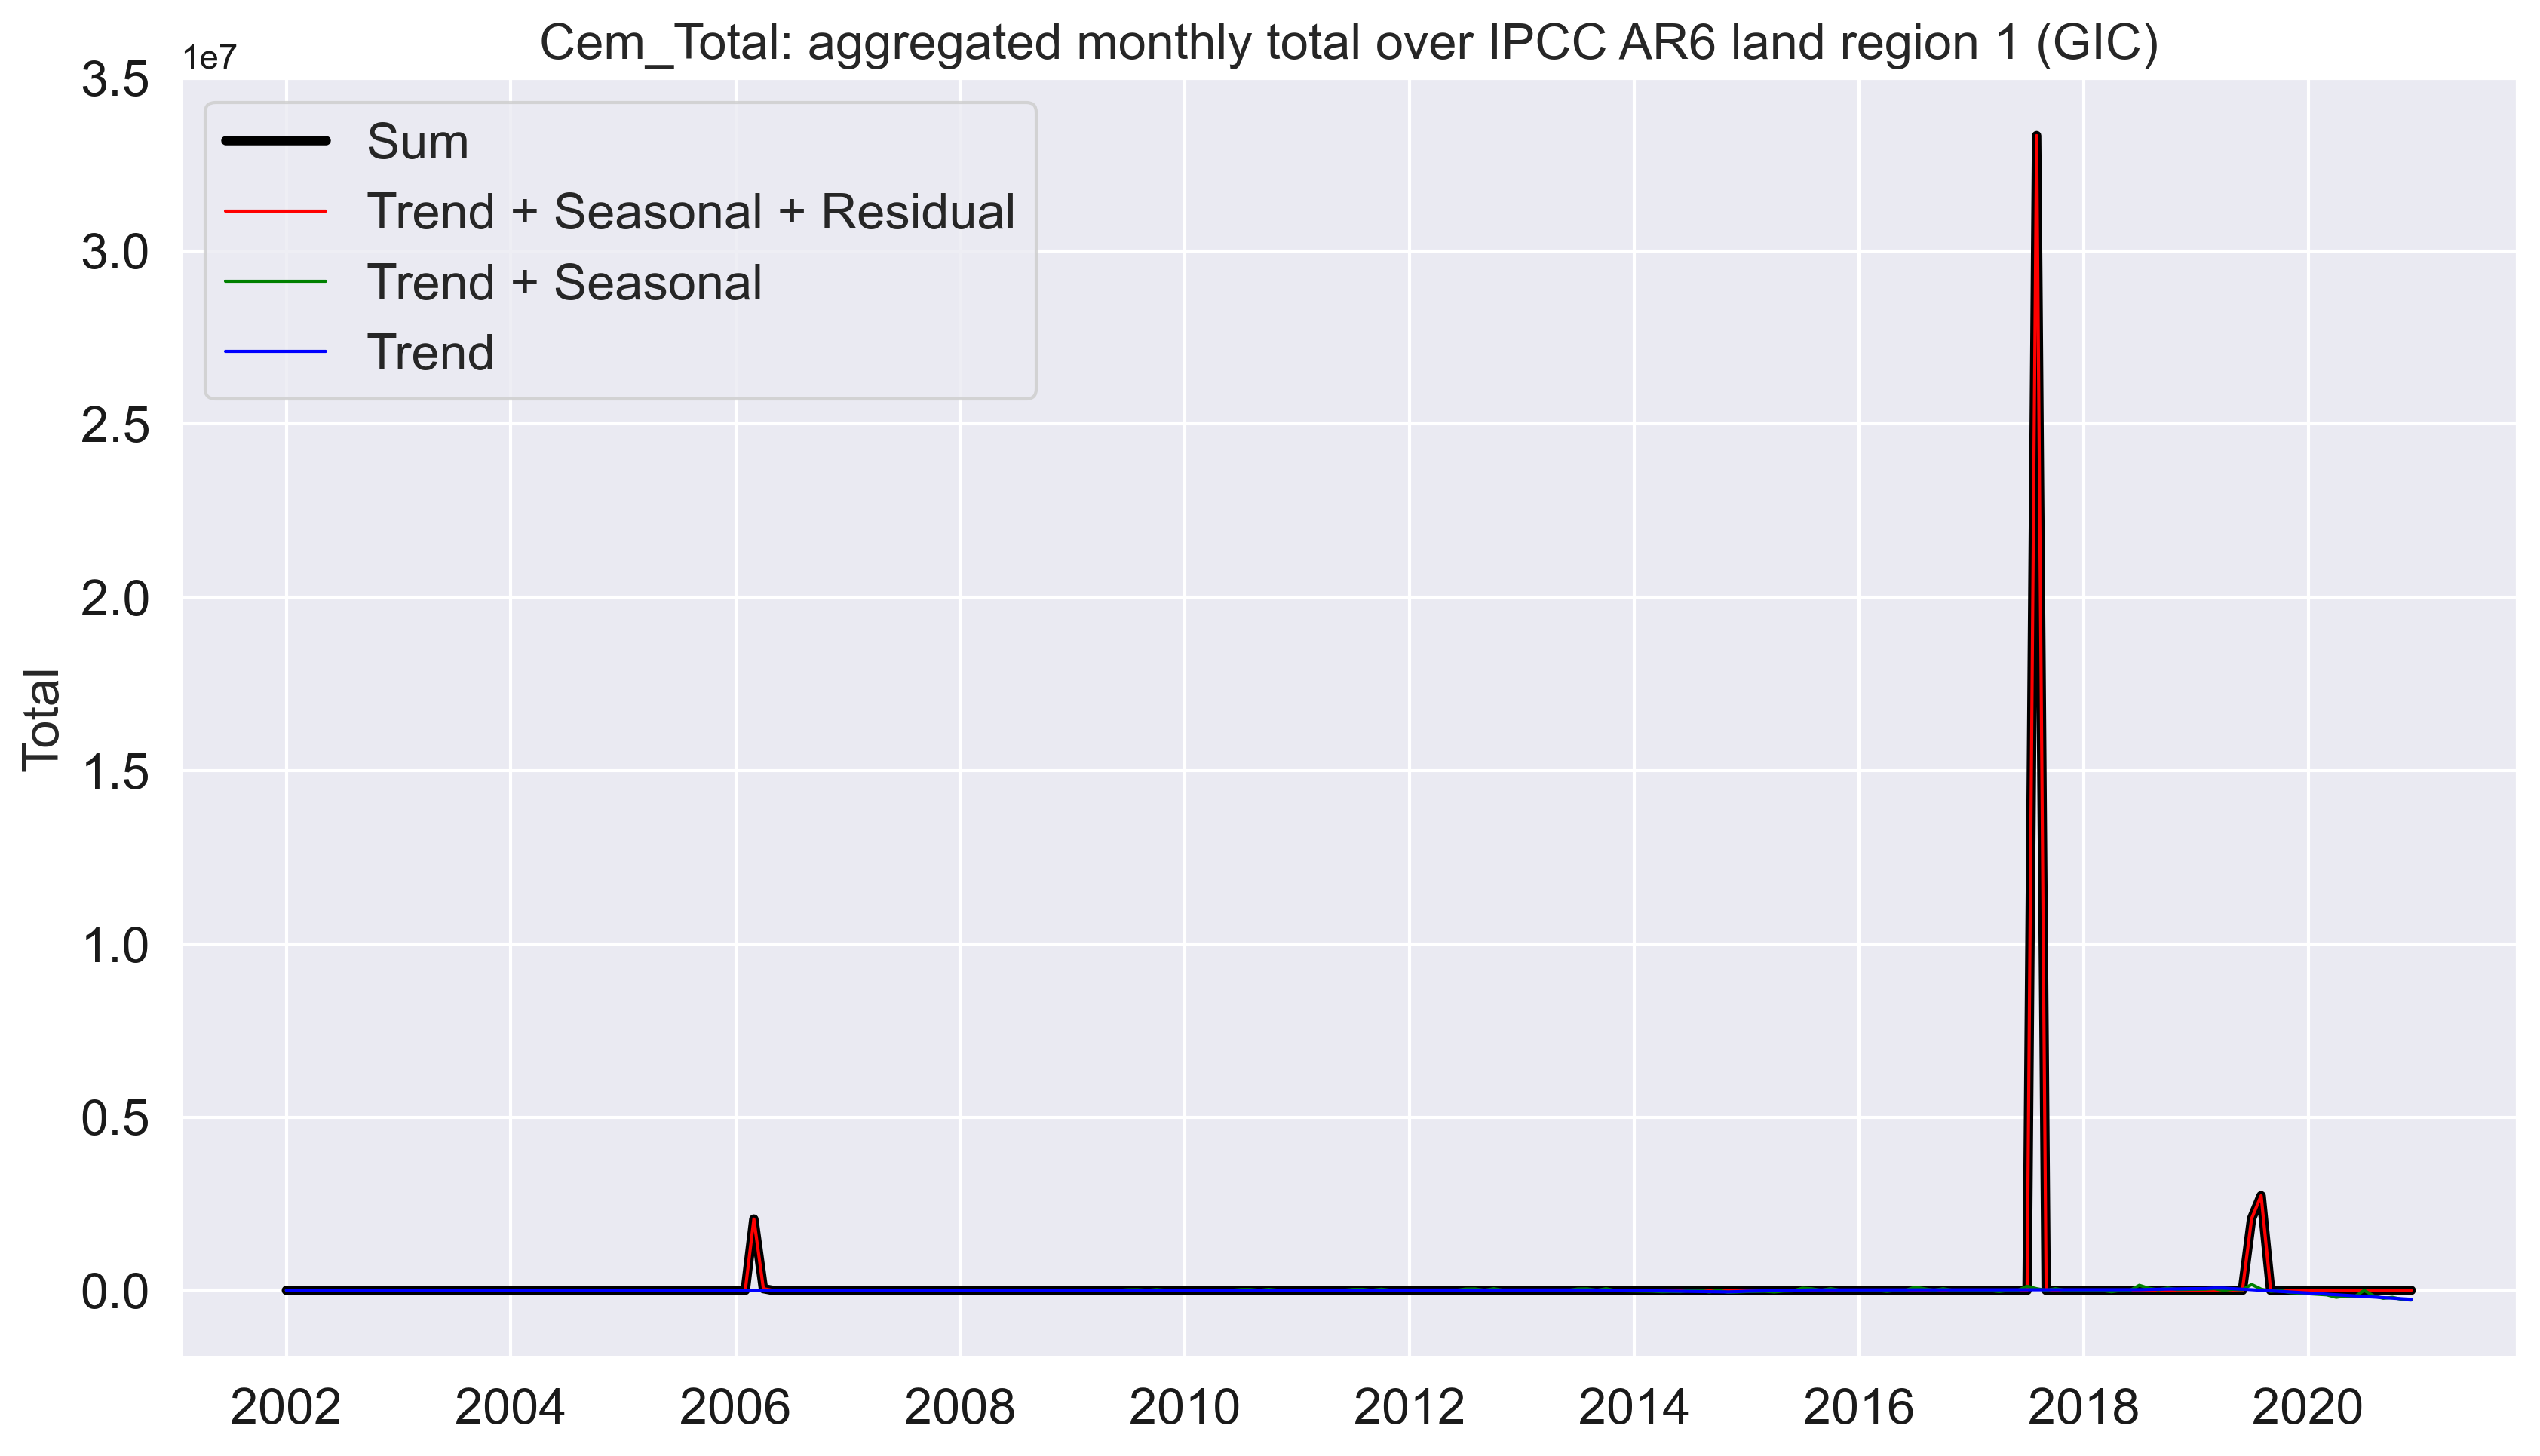 Cem_Total: aggregated monthly total over IPCC AR6 land region 1 (GIC)
1e7
3.5
3.0
2.5
2.0
1.5
1.0
0.5
0.0
Total
Sum
Trend + Seasonal + Residual
Trend + Seasonal
Trend
2002 2004 2006 2008 2010 2012 2014 2016 2018 2020